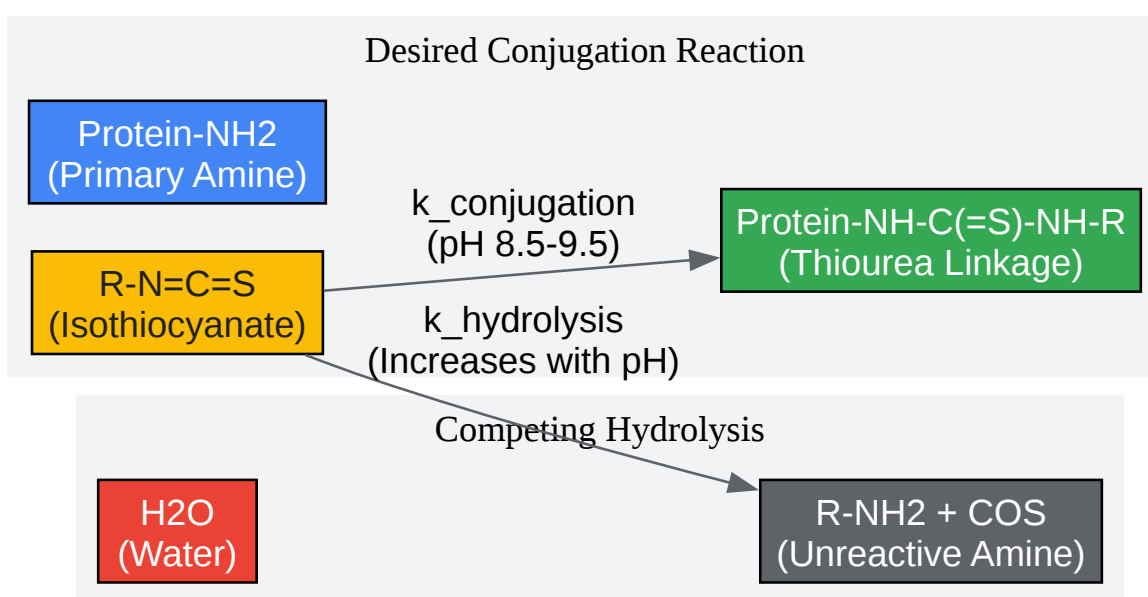 Desired Conjugation Reaction
Protein-NH2
(Primary Amine)
k_conjugation
(pH 8.5-9.5)
Protein-NH-C(=S)-NH-R
(Thiourea Linkage)
R-N=C=S
(Isothiocyanate)
k_hydrolysis
(Increases with pH)
Competing Hydrolysis
H2O
(Water)
R-NH2 + COS
(Unreactive Amine)